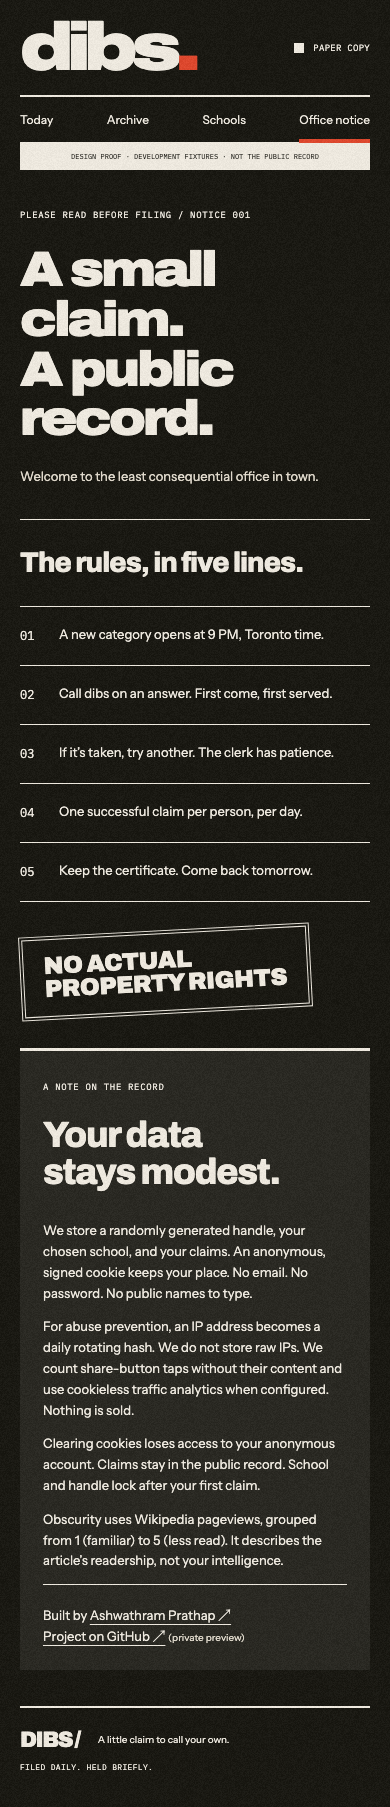 dibs.
PAPER COPY
Today Archive Schools Office notice
DESIGN PROOF · DEVELOPMENT FIXTURES · NOT THE PUBLIC RECORD
PLEASE READ BEFORE FILING / NOTICE 001
A small
claim.
A public
record.
Welcome to the least consequential office in town.
The rules, in five lines.
01 A new category opens at 9 PM, Toronto time.
02 Call dibs on an answer. First come, first served.
03 If it's taken, try another. The clerk has patience.
04 One successful claim per person, per day.
05 Keep the certificate. Come back tomorrow.
NO ACTUAL
PROPERTY RIGHTS
A NOTE ON THE RECORD
Your data
stays modest.
We store a randomly generated handle, your
chosen school, and your claims. An anonymous,
signed cookie keeps your place. No email. No
password. No public names to type.
For abuse prevention, an IP address becomes a
daily rotating hash. We do not store raw IPs. We
count share-button taps without their content and
use cookieless traffic analytics when configured.
Nothing is sold.
Clearing cookies loses access to your anonymous
account. Claims stay in the public record. School
and handle lock after your first claim.
Obscurity uses Wikipedia pageviews, grouped
from 1 (familiar) to 5 (less read). It describes the
article's readership, not your intelligence.
Built by Ashwathram Prathap ↗
Project on GitHub ↗ (private preview)
DIBS/ A little claim to call your own.
FILED DAILY. HELD BRIEFLY.